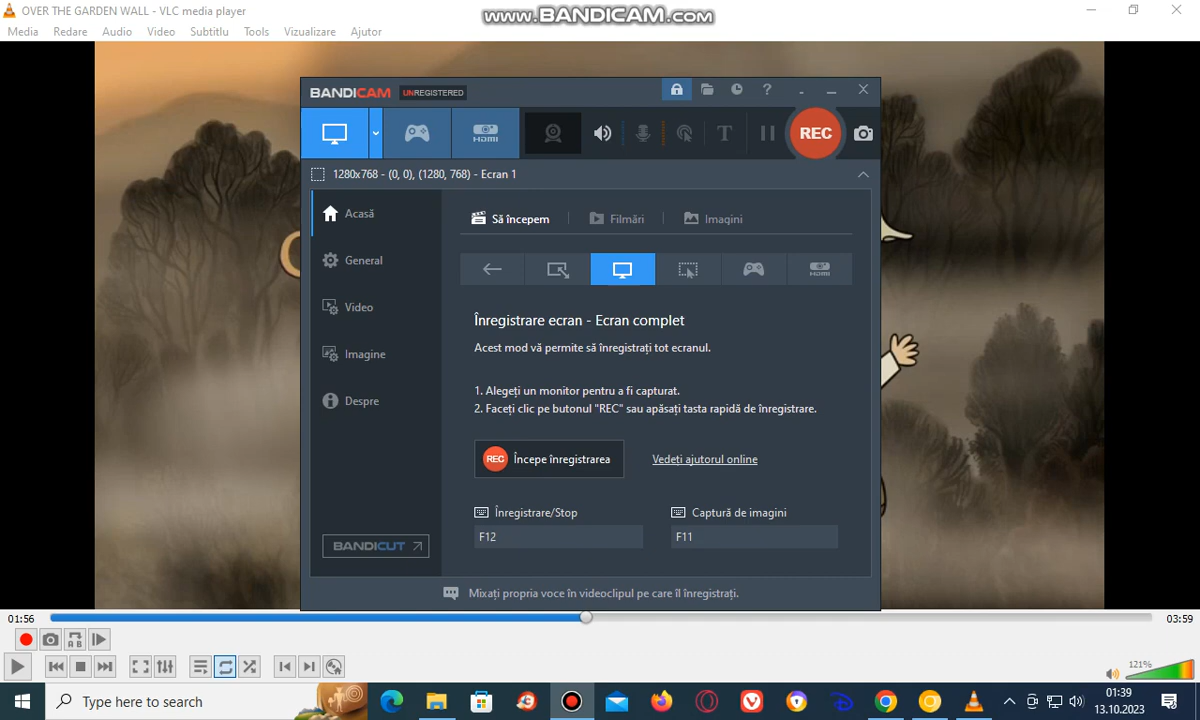 OVER THE GARDEN WALL - VLC media player
www.BANDICAM.com
Media Redare Audio Video Subtitlu Tools Vizualizare Ajutor
BANDICAM UNREGISTERED
HDMI
T
REC
1280x768 - (0, 0), (1280, 768) - Ecran 1
Acasă
General
Video
Imagine
Despre
BANDICUT
Să începem
Filmări
Imagini
HDMI
Înregistrare ecran - Ecran complet
Acest mod vă permite să înregistrați tot ecranul.
1. Alegeți un monitor pentru a fi capturat.
2. Faceți clic pe butonul "REC" sau apăsați tasta rapidă de înregistrare.
REC Începe înregistrarea
Vedeți ajutorul online
Înregistrare/Stop
F12
Captură de imagini
F11
Mixați propria voce în videoclipul pe care îl înregistrați.
01:56
03:59
AB
121%
Type here to search
01:39
13.10.2023